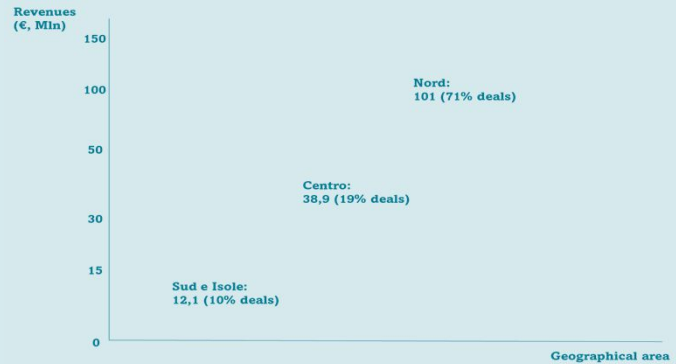 Revenues
(€, Mln)
150
Nord:
100
101 (71% deals)
50
Centro:
38,9 (19% deals)
30
15
Sud e Isole:
12,1 (10% deals)
0
Geographical area